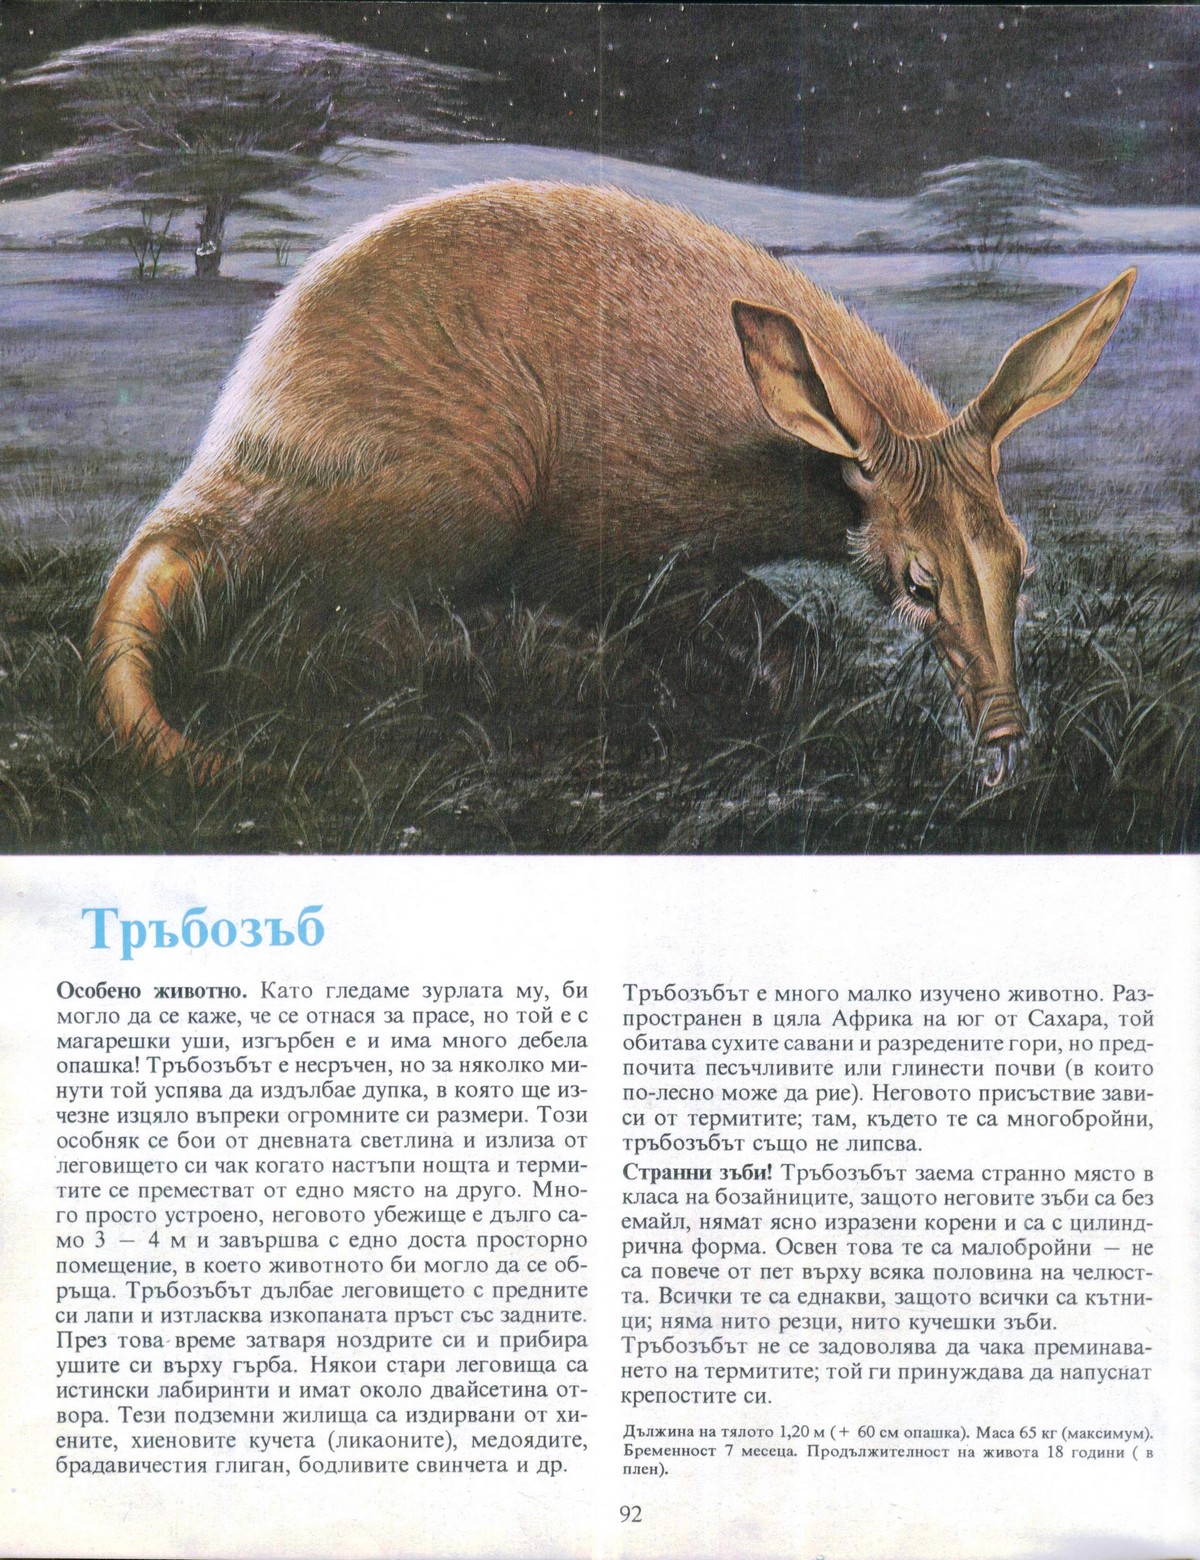 Тръбозъб
Особено животно. Като гледаме зурлата му, би
могло да се каже, че се отнася за прасе, но той е с
магарешки уши, изгърбен е и има много дебела
опашка! Тръбозъбът е несръчен, но за няколко ми-
нути той успява да издълбае дупка, в която ще из-
чезне изцяло въпреки огромните си размери. Този
особняк се бои от дневната светлина и излиза от
леговището си чак когато настъпи нощта и терми-
тите се преместват от едно място на друго. Мно-
го просто устроено, неговото убежище е дълго са-
мо 3 — 4 м и завършва с едно доста просторно
помещение, в което животното би могло да се об-
ръща. Тръбозъбът дълбае леговището с предните
си лапи и изтласква изкопаната пръст със задните.
През това време затваря ноздрите си и прибира
ушите си върху гърба. Някои стари леговища са
истински лабиринти и имат около двайсетина от-
вора. Тези подземни жилища са издирвани от хи-
ените, хиеновите кучета (ликаоните), медоядите,
брадавичестия глиган, бодливите свинчета и др.
Тръбозъбът е много малко изучено животно. Раз-
пространен в цяла Африка на юг от Сахара, той
обитава сухите савани и разредените гори, но пред-
почита песъчливите или глинести почви (в които
по-лесно може да рие). Неговото присъствие зави-
си от термитите; там, където те са многобройни,
тръбозъбът също не липсва.
Странни зъби! Тръбозъбът заема странно място в
класа на бозайниците, защото неговите зъби са без
емайл, нямат ясно изразени корени и са с цилинд-
рична форма. Освен това те са малобройни — не
са повече от пет върху всяка половина на челюст-
та. Всички те са еднакви, защото всички са кътни-
ци; няма нито резци, нито кучешки зъби.
Тръбозъбът не се задоволява да чака преминава-
нето на термитите; той ги принуждава да напуснат
крепостите си.
Дължина на тялото 1,20 м (+ 60 см опашка). Маса 65 кг (максимум).
Бременност 7 месеца. Продължителност на живота 18 години ( в
плен).
92